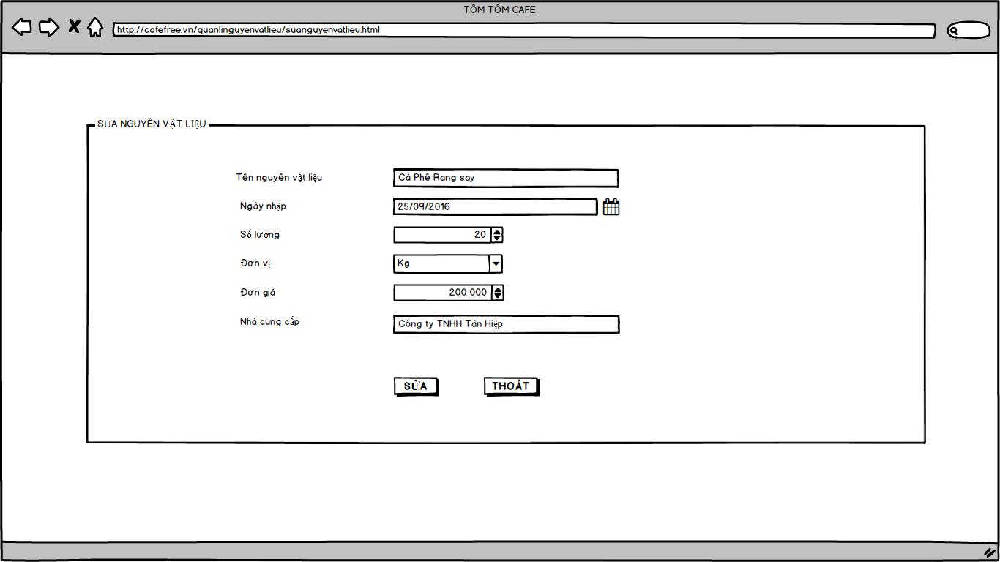 TÔM TÔM CAFE
http://cafefree.vn/quanlinguyenvatlieu/suanguyenvatlieu.html
SỬA NGUYÊN VẬT LIỆU
Tên nguyên vật liệu Cà Phê Rang say
Ngày nhập 25/09/2016
Số lượng 20
Đơn vị Kg
Đơn giá 200 000
Nhà cung cấp Công ty TNHH Tân Hiệp
SỬA THOÁT